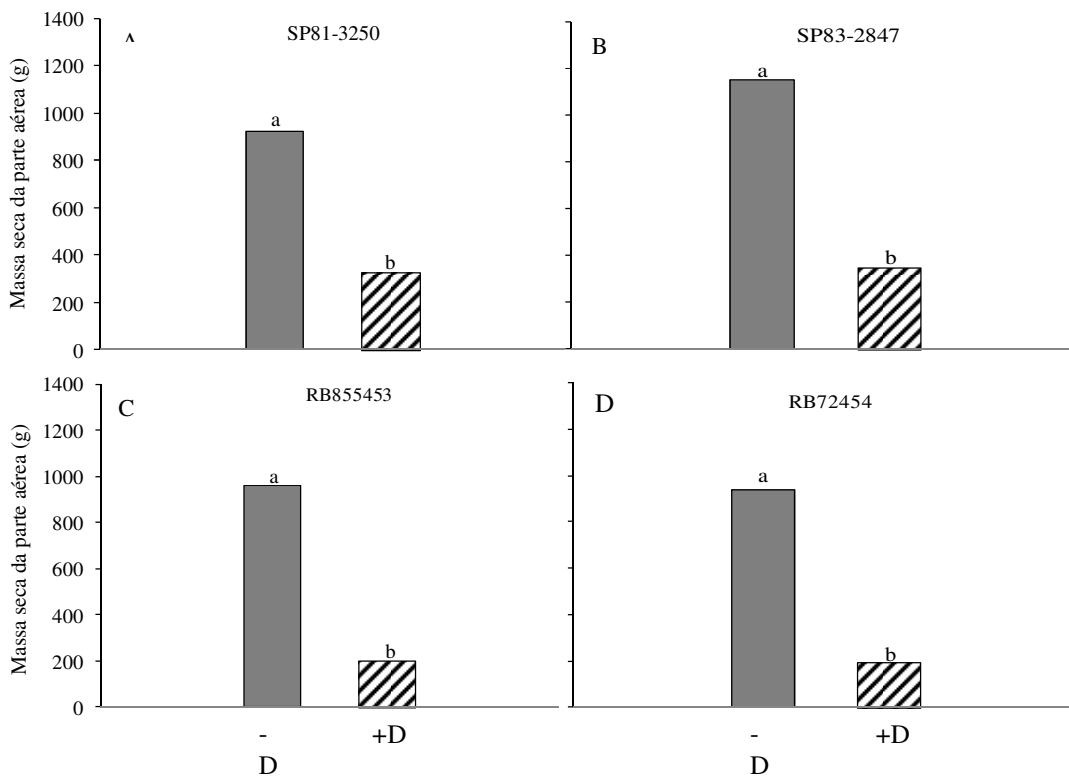 Massa seca da parte aérea (g)
1400
1200
1000
800
600
400
200
0
A
SP81-3250
a
b
B
SP83-2847
a
b
Massa seca da parte aérea (g)
1400
1200
1000
800
600
400
200
0
C
RB855453
a
b
-
D
+D
D
RB72454
a
b
-
D
+D